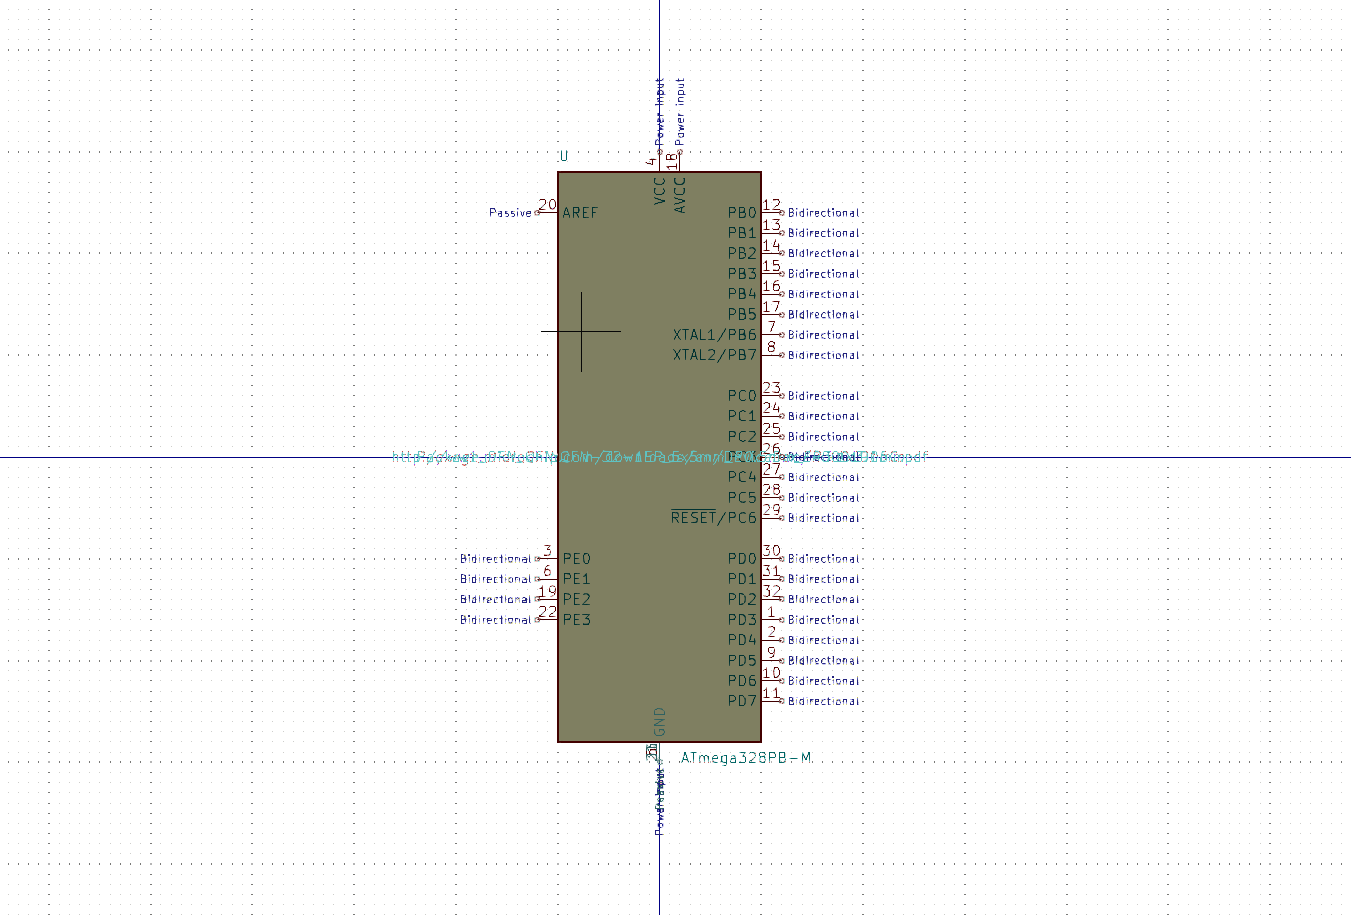 Power input
Power input
U
4
18
VCC
AVCC
Passive 20 AREF
PB0 12 Bidirectional
PB1 13 Bidirectional
PB2 14 Bidirectional
PB3 15 Bidirectional
PB4 16 Bidirectional
PB5 17 Bidirectional
XTAL1/PB6 7 Bidirectional
XTAL2/PB7 8 Bidirectional
PC0 23 Bidirectional
PC1 24 Bidirectional
PC2 25 Bidirectional
26
PC4 27 Bidirectional
PC5 28 Bidirectional
RESET/PC6 29 Bidirectional
Bidirectional 3 PE0 PD0 30 Bidirectional
Bidirectional 6 PE1 PD1 31 Bidirectional
Bidirectional 19 PE2 PD2 32 Bidirectional
Bidirectional 22 PE3 PD3 1 Bidirectional
PD4 2 Bidirectional
PD5 9 Bidirectional
PD6 10 Bidirectional
PD7 11 Bidirectional
GND
ATmega328PB-M